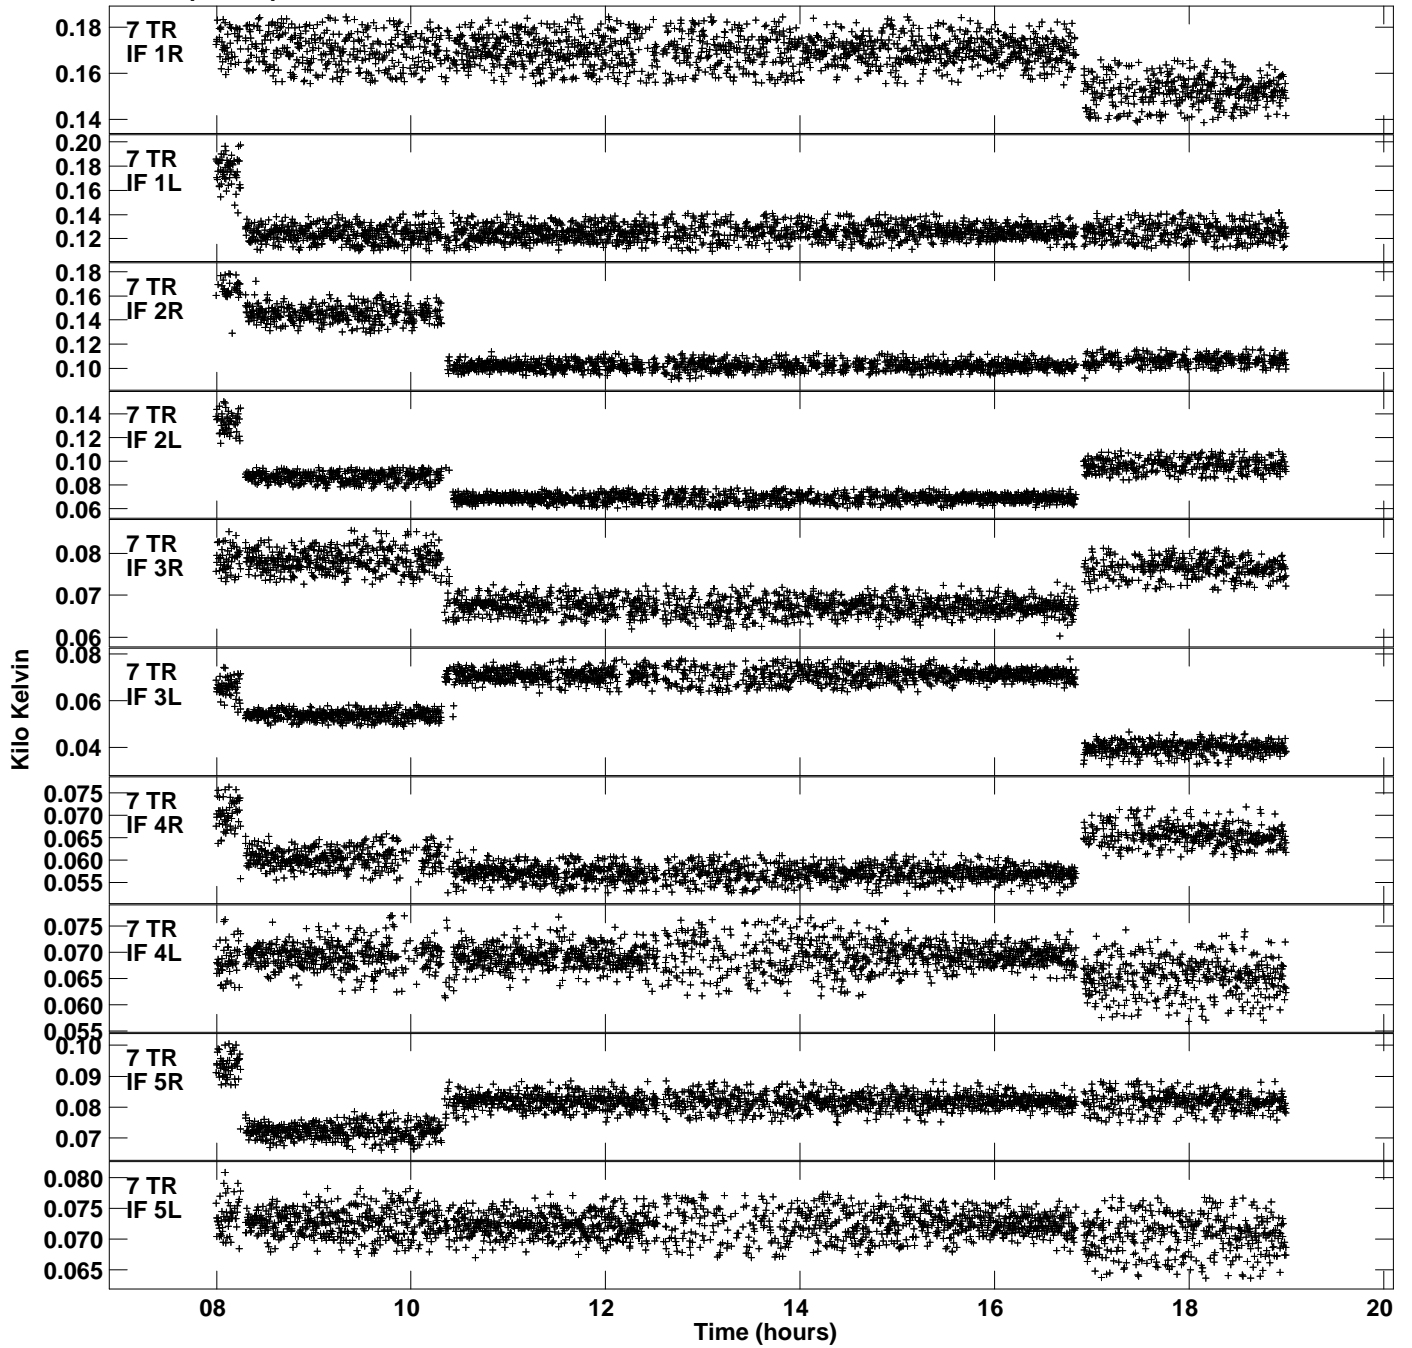 0.18
0.16
0.14
7 TR
IF 1R
0.20
0.18
0.16
0.14
0.12
7 TR
IF 1L
0.18
0.16
0.14
0.12
0.10
7 TR
IF 2R
0.14
0.12
0.10
0.08
0.06
7 TR
IF 2L
0.08
0.07
0.06
7 TR
IF 3R
0.08
0.06
0.04
7 TR
IF 3L
0.075
0.070
0.065
0.060
0.055
7 TR
IF 4R
0.075
0.070
0.065
0.060
0.055
7 TR
IF 4L
0.10
0.09
0.08
0.07
7 TR
IF 5R
0.080
0.075
0.070
0.065
7 TR
IF 5L
Kilo Kelvin
08 10 12 14 16 18 20
Time (hours)